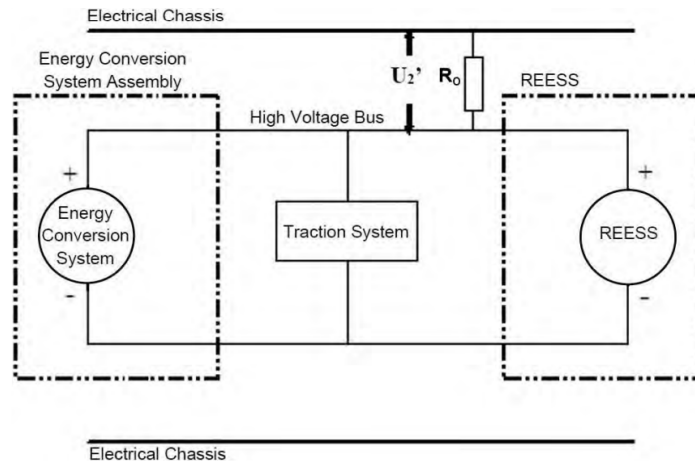 Electrical Chassis
Energy Conversion
System Assembly
U₂’
R₀
REESS
High Voltage Bus
+
+
Energy
Conversion
System
Traction System
REESS
-
-
Electrical Chassis